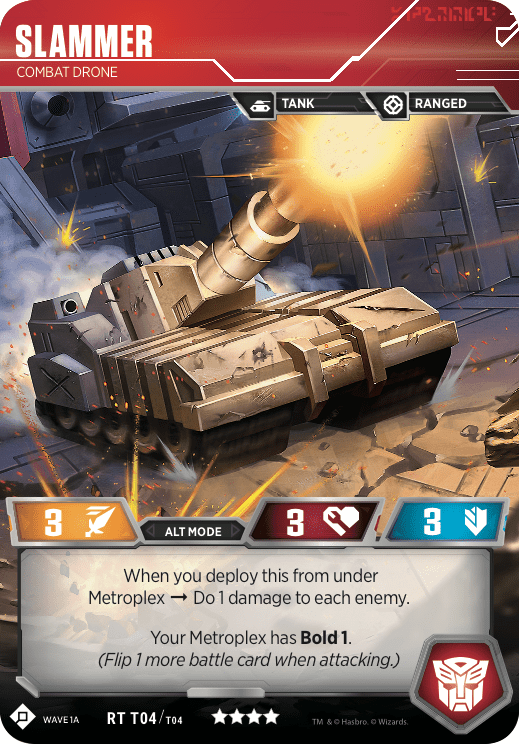 SLAMMER
COMBAT DRONE
TANK
RANGED
3
ALT MODE
3
3
When you deploy this from under
Metroplex → Do 1 damage to each enemy.
Your Metroplex has Bold 1.
(Flip 1 more battle card when attacking.)
WAVE 1A
RT T04/T04
TM & © Hasbro. © Wizards.